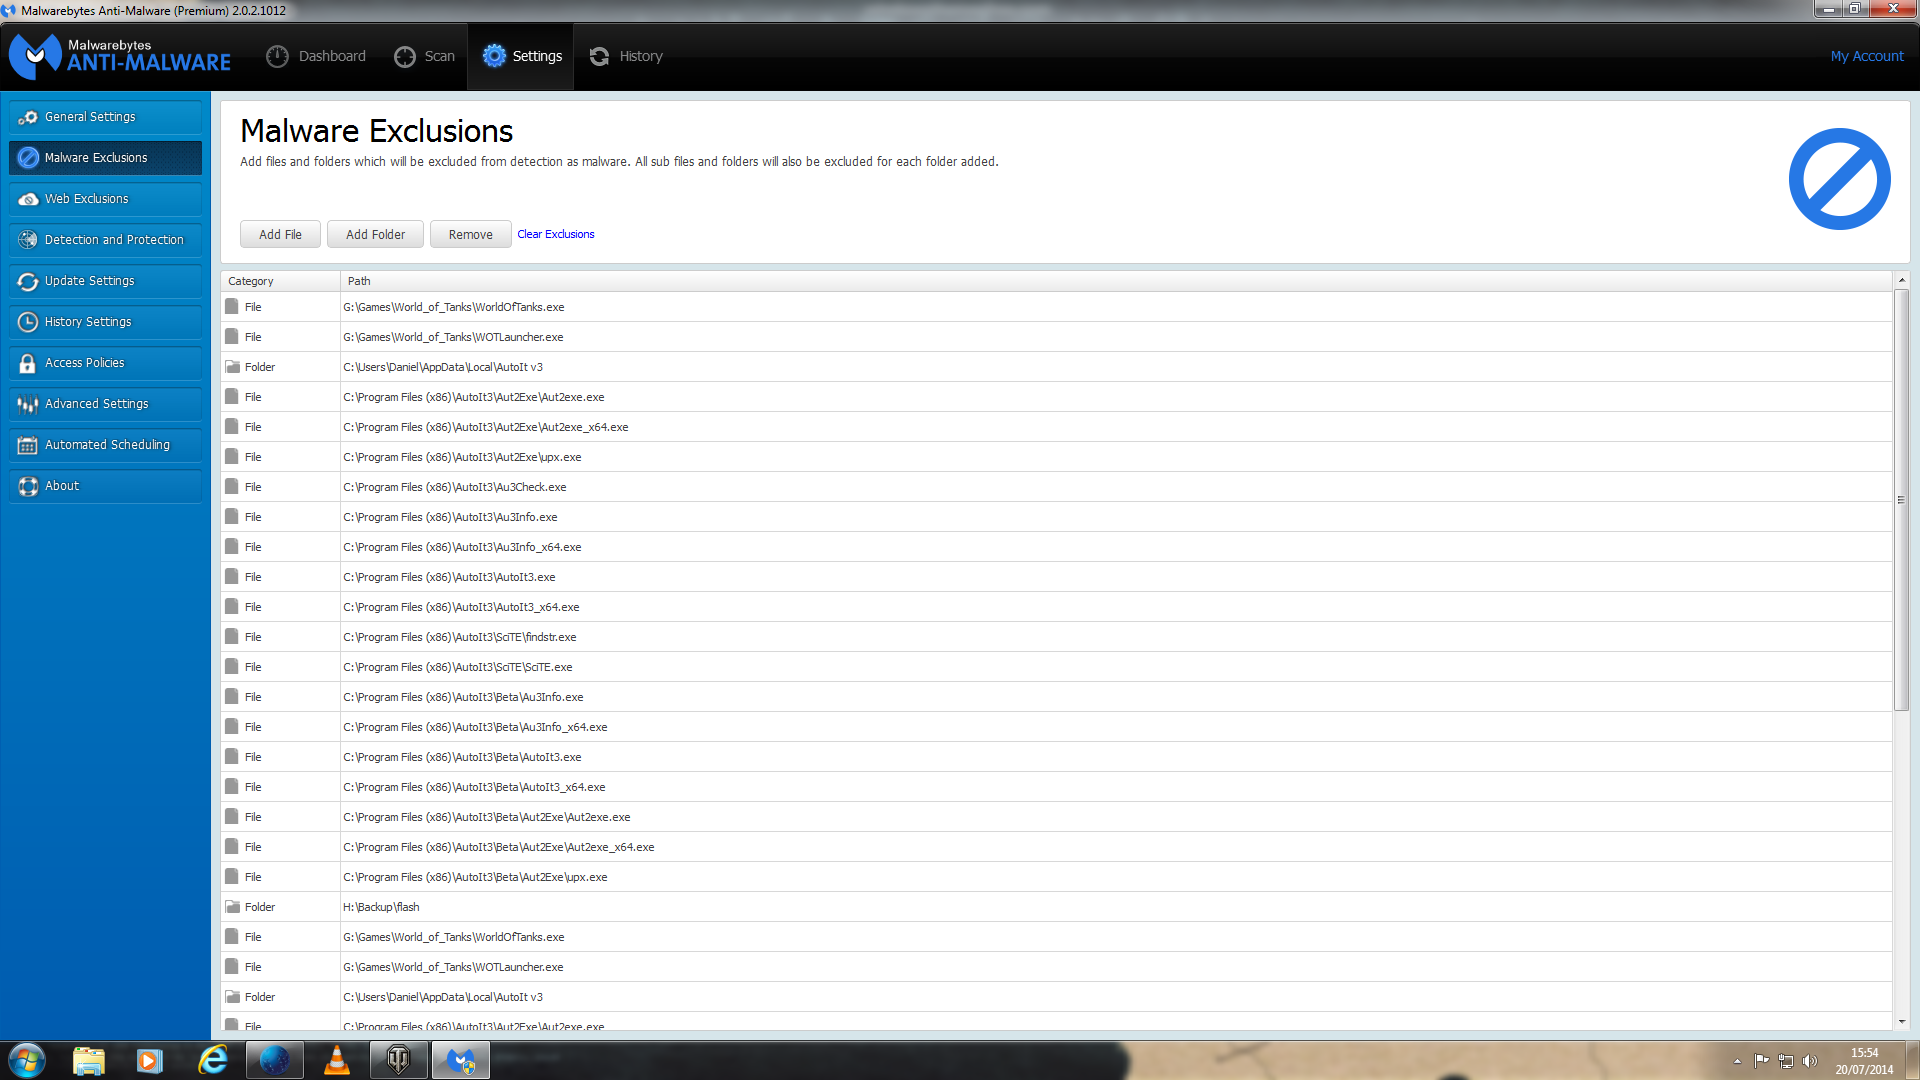 Malwarebytes Anti-Malware (Premium) 2.0.2.1012
Malwarebytes
ANTI-MALWARE
Dashboard
Scan
Settings
History
My Account
General Settings
Malware Exclusions
Web Exclusions
Detection and Protection
Update Settings
History Settings
Access Policies
Advanced Settings
Automated Scheduling
About
Malware Exclusions
Add files and folders which will be excluded from detection as malware. All sub files and folders will also be excluded for each folder added.
Add File Add Folder Remove Clear Exclusions
Category Path
File G:\Games\World_of_Tanks\WorldOfTanks.exe
File G:\Games\World_of_Tanks\WOTLauncher.exe
Folder C:\Users\Daniel\AppData\Local\AutoIt v3
File C:\Program Files (x86)\AutoIt3\Aut2Exe\Aut2exe.exe
File C:\Program Files (x86)\AutoIt3\Aut2Exe\Aut2exe_x64.exe
File C:\Program Files (x86)\AutoIt3\Aut2Exe\upx.exe
File C:\Program Files (x86)\AutoIt3\Au3Check.exe
File C:\Program Files (x86)\AutoIt3\Au3Info.exe
File C:\Program Files (x86)\AutoIt3\Au3Info_x64.exe
File C:\Program Files (x86)\AutoIt3\AutoIt3.exe
File C:\Program Files (x86)\AutoIt3\AutoIt3_x64.exe
File C:\Program Files (x86)\AutoIt3\SciTE\findstr.exe
File C:\Program Files (x86)\AutoIt3\SciTE\SciTE.exe
File C:\Program Files (x86)\AutoIt3\Beta\Au3Info.exe
File C:\Program Files (x86)\AutoIt3\Beta\Au3Info_x64.exe
File C:\Program Files (x86)\AutoIt3\Beta\AutoIt3.exe
File C:\Program Files (x86)\AutoIt3\Beta\AutoIt3_x64.exe
File C:\Program Files (x86)\AutoIt3\Beta\Aut2Exe\Aut2exe.exe
File C:\Program Files (x86)\AutoIt3\Beta\Aut2Exe\Aut2exe_x64.exe
File C:\Program Files (x86)\AutoIt3\Beta\Aut2Exe\upx.exe
Folder H:\Backup\flash
File G:\Games\World_of_Tanks\WorldOfTanks.exe
File G:\Games\World_of_Tanks\WOTLauncher.exe
Folder C:\Users\Daniel\AppData\Local\AutoIt v3
File C:\Program Files (x86)\AutoIt3\Aut2Exe\Aut2exe.exe
15:54
20/07/2014